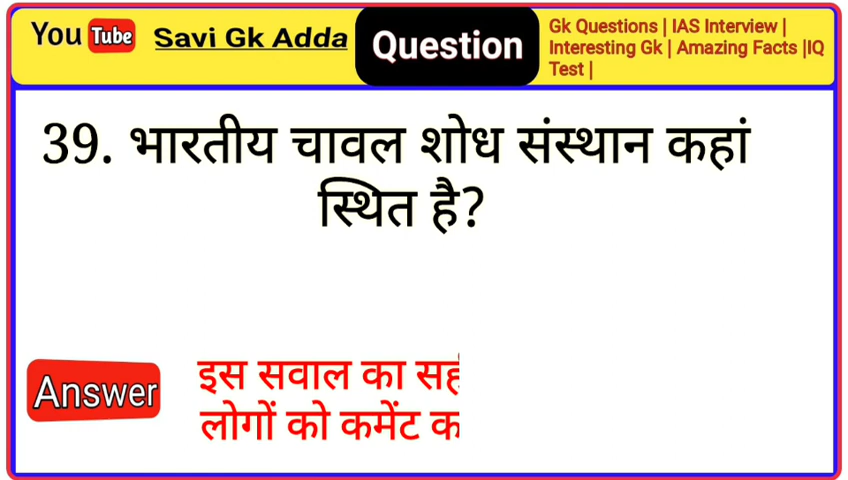 You Tube Savi Gk Adda
Question
Gk Questions | IAS Interview |
Interesting Gk | Amazing Facts |IQ
Test |
39. भारतीय चावल शोध संस्थान कहां
स्थित है?
Answer
इस सवाल का
लोगों को कमेंट